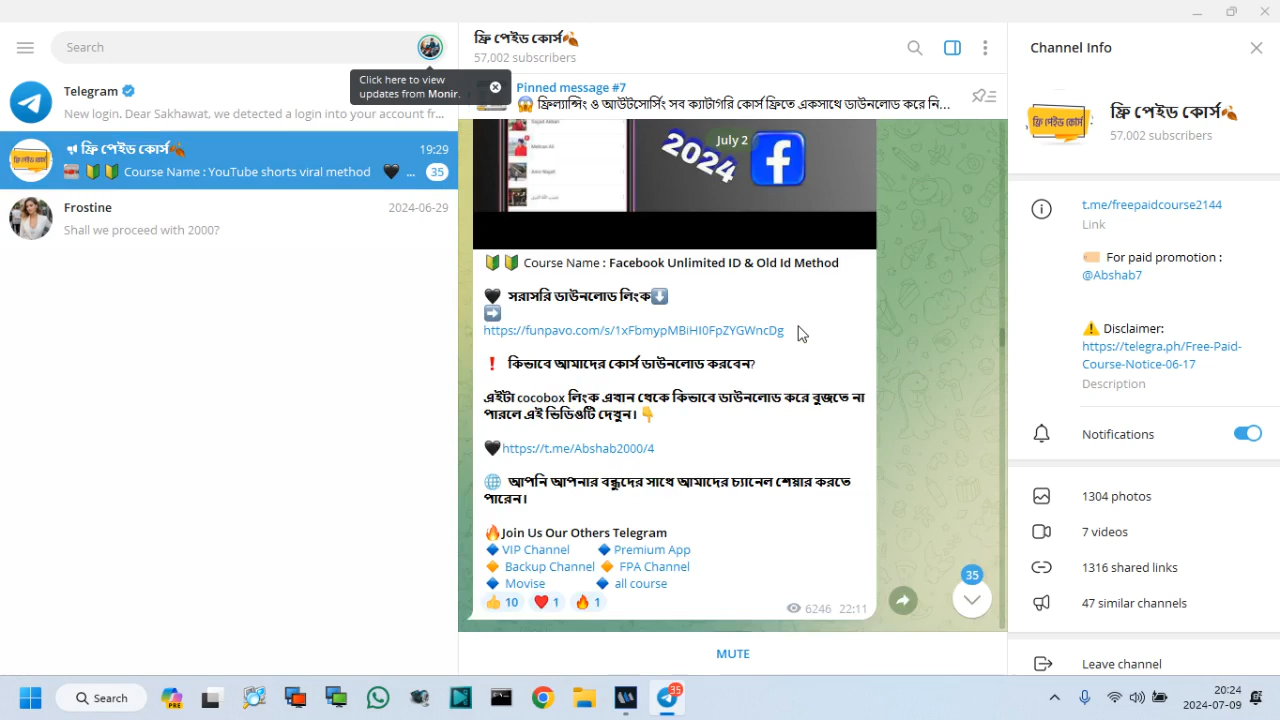 Search
Click here to view
updates from Monir.
Telegram
New login. Dear Sakhawat, we detected a login into your account fr...
ফ্রি পেইড কোর্স🍂
19:29
🔰🔰 Course Name : YouTube shorts viral method 🖤 ...
35
Frostine
2024-06-29
Shall we proceed with 2000?
ফ্রি পেইড কোর্স🍂
57,002 subscribers
Pinned message #7
😱 ফ্রিল্যান্সিং ও আউটসোর্সিং সব ক্যাটাগরি কোর্স ফ্রিতে একসাথে ডাউনলোড করে নি...
July 2
2024
🔰🔰 Course Name : Facebook Unlimited ID & Old Id Method
🖤 সরাসরি ডাউনলোড লিংক⬇️
➡️
https://funpavo.com/s/1xFbmypMBiHI0FpZYGWncDg
❗ কিভাবে আমাদের কোর্স ডাউনলোড করবেন?
এইটা cocobox লিংক এখান থেকে কিভাবে ডাউনলোড করে বুজতে না
পারলে এই ভিডিওটি দেখুন। 👇
🖤https://t.me/Abshab2000/4
🌐 আপনি আপনার বন্ধুদের সাথে আমাদের চ্যানেল শেয়ার করতে
পারেন।
🔥Join Us Our Others Telegram
🔷 VIP Channel 🔷 Premium App
🔶 Backup Channel 🔶 FPA Channel
🔷 Movise 🔷 all course
👍 10 ❤️ 1 🔥 1
6246 22:11
35
MUTE
Channel Info
ফ্রি পেইড কোর্স
ফ্রি পেইড কোর্স🍂
57,002 subscribers
t.me/freepaidcourse2144
Link
For paid promotion :
@Abshab7
⚠️ Disclaimer:
https://telegra.ph/Free-Paid-
Course-Notice-06-17
Description
Notifications
1304 photos
7 videos
1316 shared links
47 similar channels
Leave channel
Search
PRE
35
20:24
2024-07-09